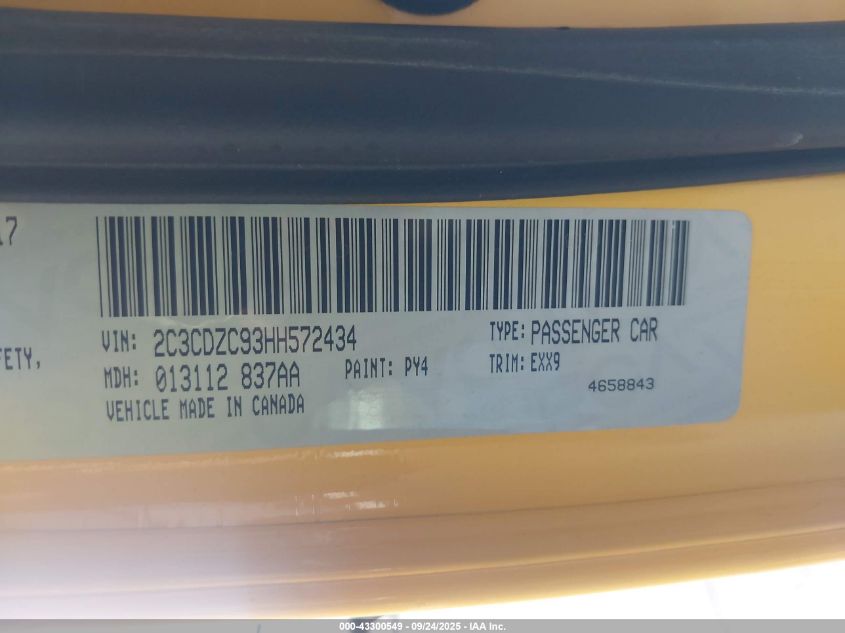 17
FETY,
VIN: 2C3CDZC93HH572434
TYPE: PASSENGER CAR
MDH: 013112 837AA
PAINT: PY4
TRIM: EXX9
VEHICLE MADE IN CANADA
4658843
000-43300549 - 09/24/2025 - IAA Inc.